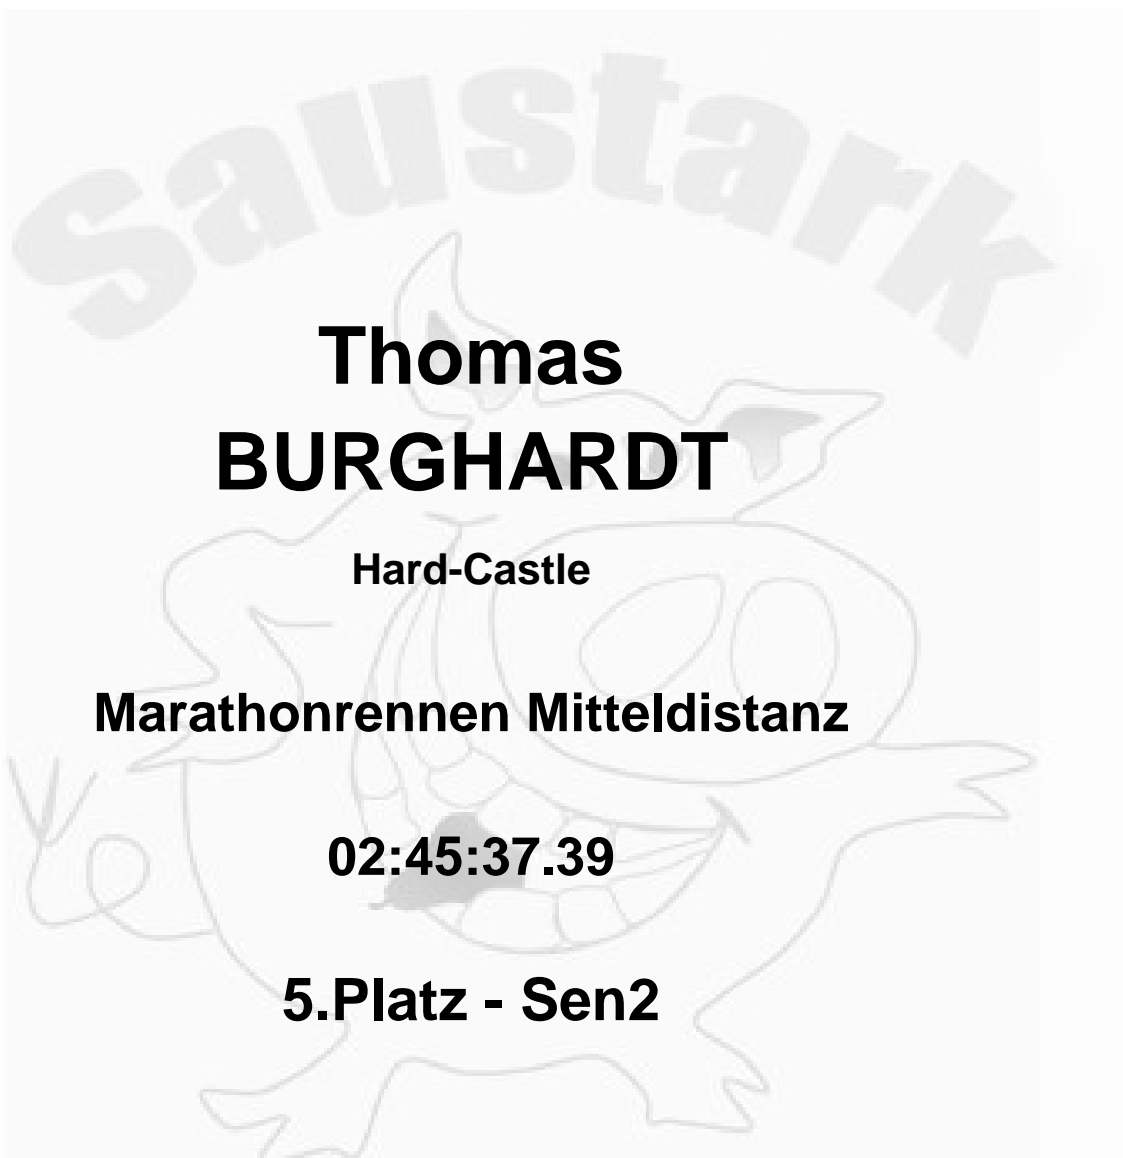 Saustark
Thomas
BURGHARDT
Hard-Castle
Marathonrennen Mitteldistanz
02:45:37.39
5.Platz - Sen2